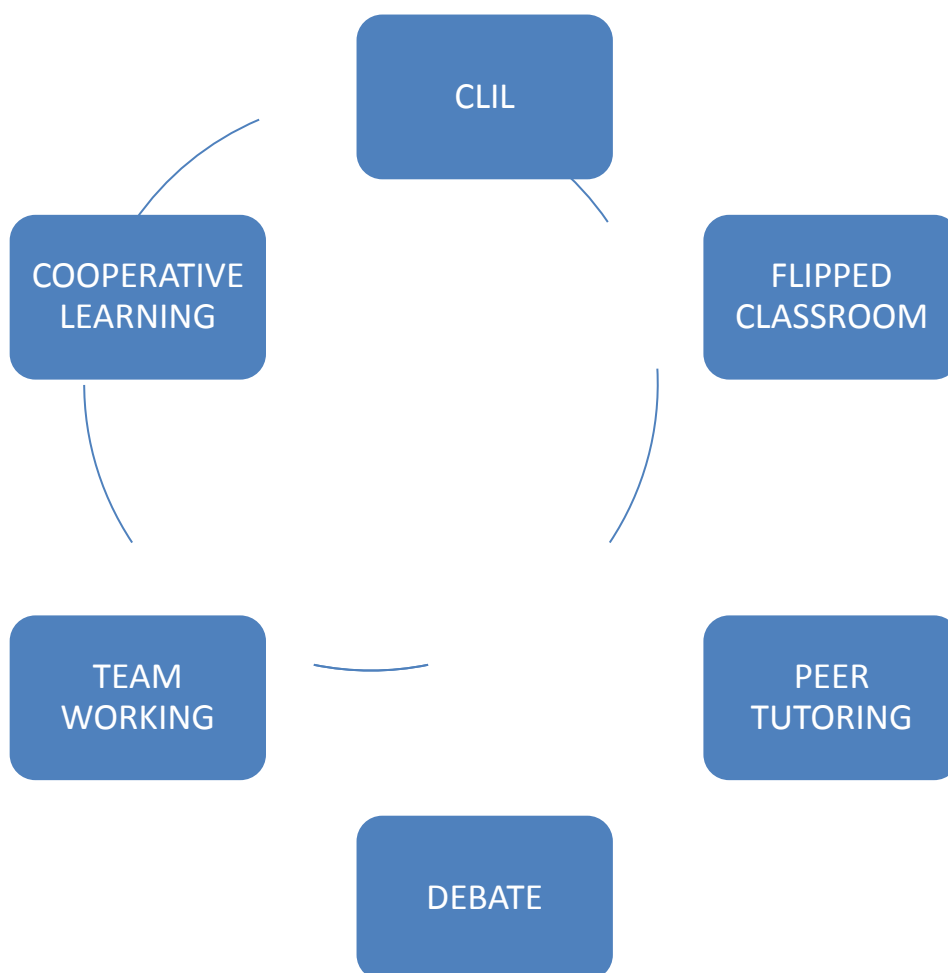 CLIL
FLIPPED
CLASSROOM
PEER
TUTORING
DEBATE
TEAM
WORKING
COOPERATIVE
LEARNING